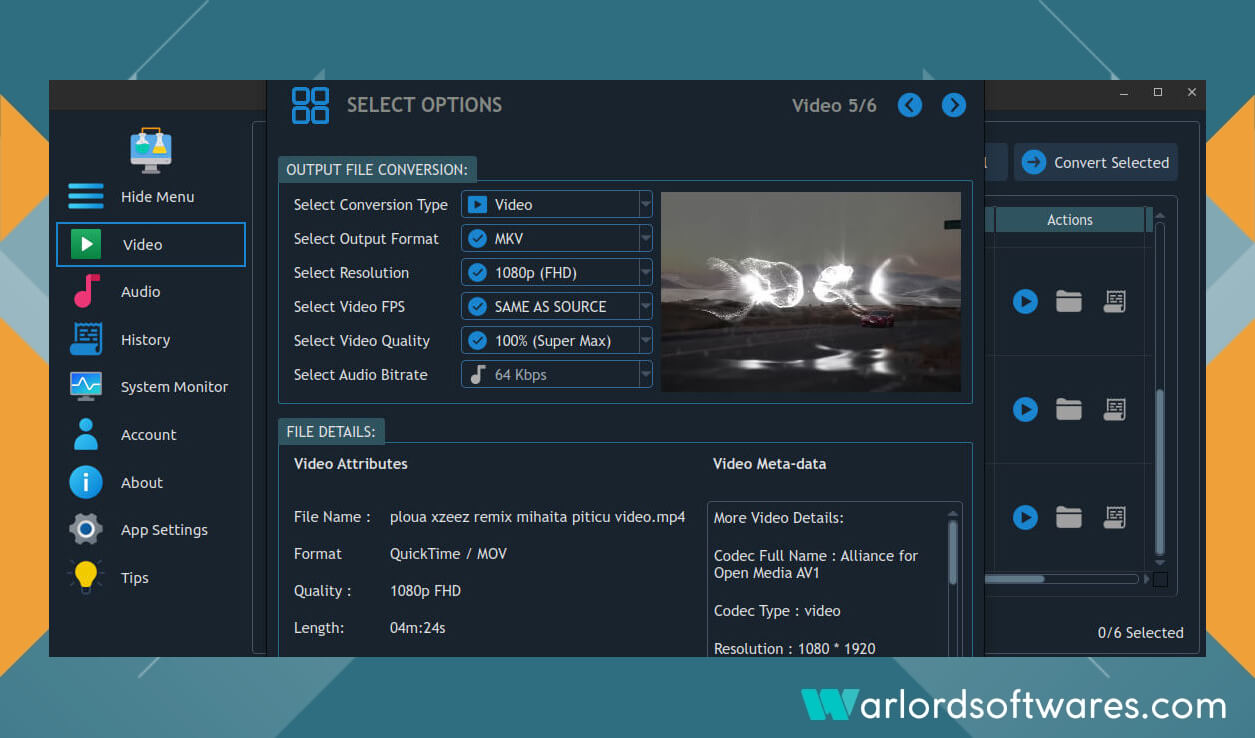 SELECT OPTIONS
Video 5/6
Hide Menu
Video
Audio
History
System Monitor
Account
About
App Settings
Tips
OUTPUT FILE CONVERSION:
Select Conversion Type Video
Select Output Format MKV
Select Resolution 1080p (FHD)
Select Video FPS SAME AS SOURCE
Select Video Quality 100% (Super Max)
Select Audio Bitrate 64 Kbps
FILE DETAILS:
Video Attributes
File Name : ploua xzeez remix mihaita piticu video.mp4
Format QuickTime / MOV
Quality : 1080p FHD
Length: 04m:24s
Video Meta-data
More Video Details:
Codec Full Name : Alliance for
Open Media AV1
Codec Type : video
Resolution : 1080 * 1920
Convert Selected
Actions
0/6 Selected
Warlordsoftwares.com